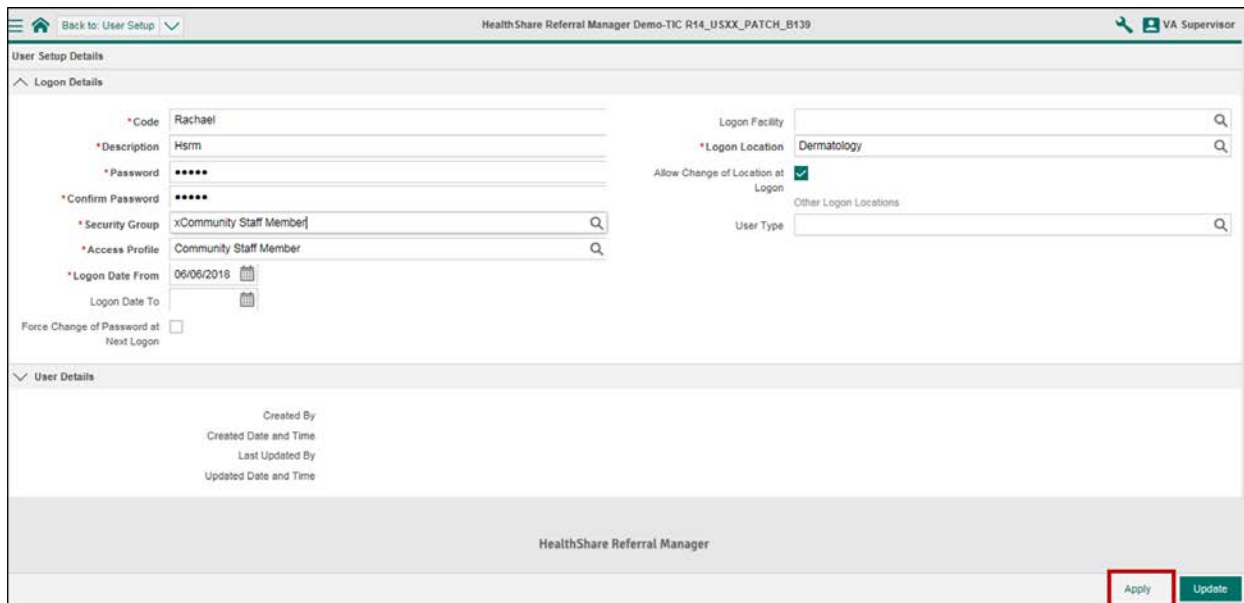 Back to: User Setup HealthShare Referral Manager Demo-TIC R14_USXX_PATCH_B139 VA Supervisor
User Setup Details
Logon Details
*Code Rachael
*Description Hsrm
*Password •••••
*Confirm Password •••••
*Security Group xCommunity Staff Member
*Access Profile Community Staff Member
*Logon Date From 06/06/2018
Logon Date To
Force Change of Password at
Next Logon
Logon Facility
*Logon Location Dermatology
Allow Change of Location at
Logon
Other Logon Locations
User Type
User Details
Created By
Created Date and Time
Last Updated By
Updated Date and Time
HealthShare Referral Manager
Apply Update